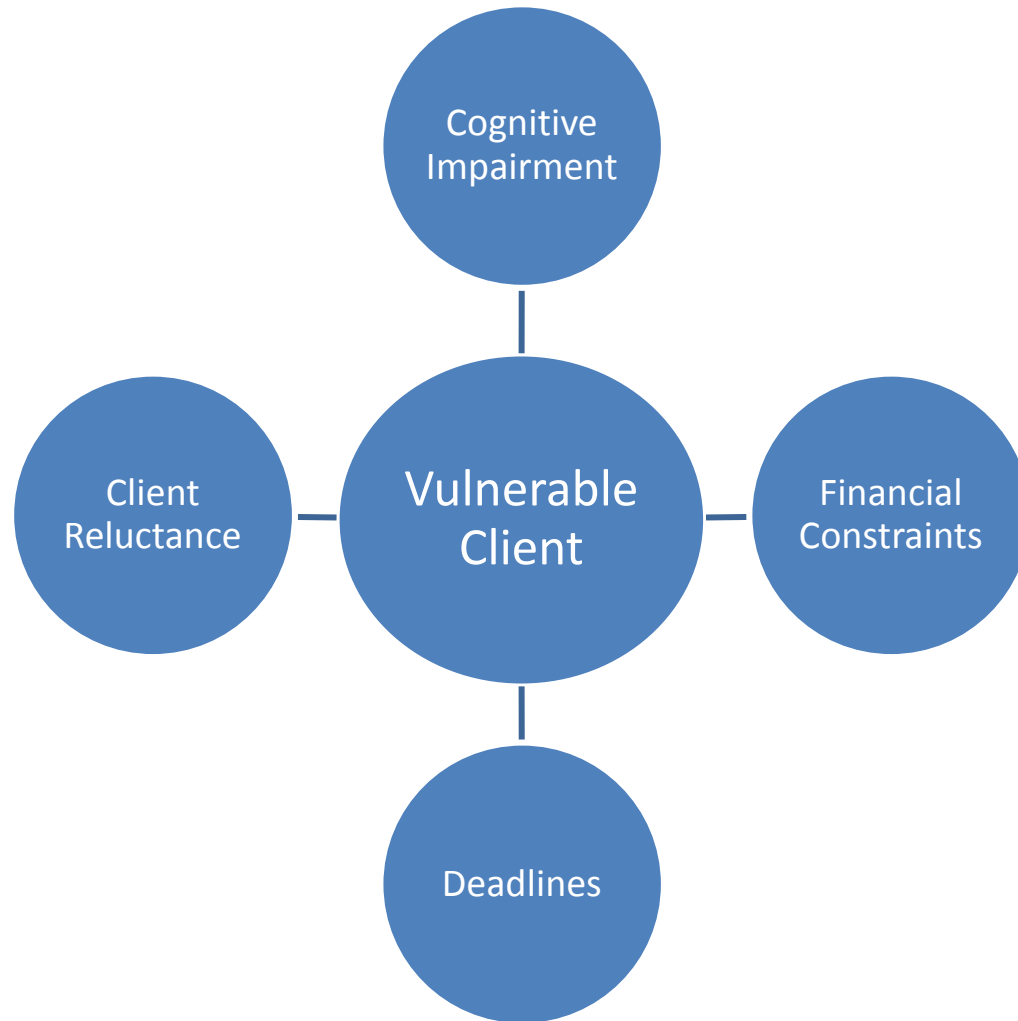 Cognitive
Impairment
Client
Reluctance
Vulnerable
Client
Financial
Constraints
Deadlines